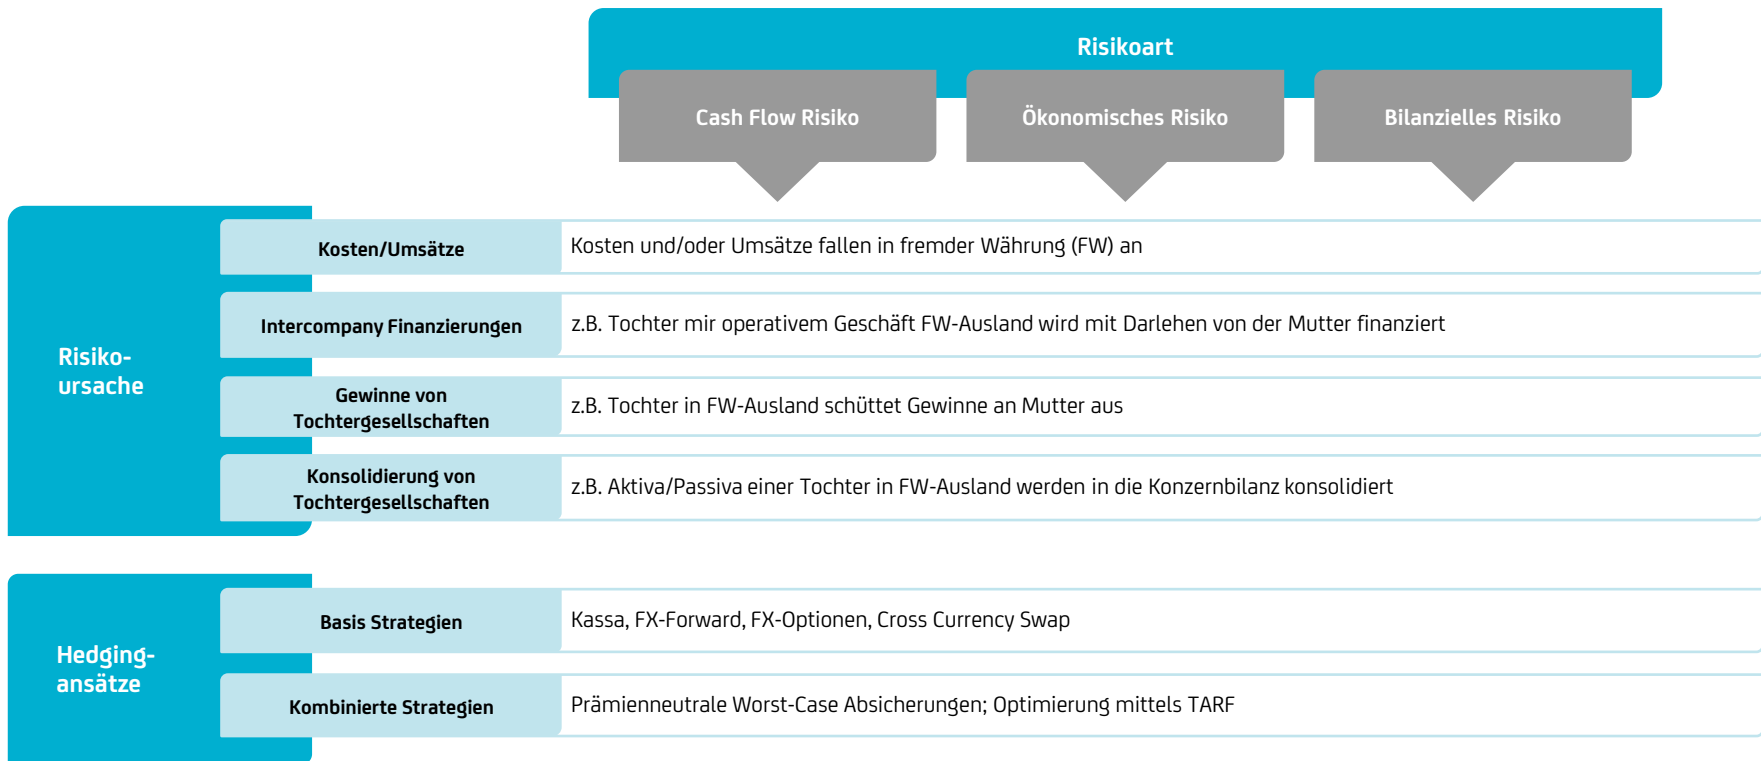 Risikoart
Cash Flow Risiko
Ökonomisches Risiko
Bilanzielles Risiko
Risiko-
ursache
Kosten/Umsätze
Kosten und/oder Umsätze fallen in fremder Währung (FW) an
Intercompany Finanzierungen
z.B. Tochter mir operativem Geschäft FW-Ausland wird mit Darlehen von der Mutter finanziert
Gewinne von
Tochtergesellschaften
z.B. Tochter in FW-Ausland schüttet Gewinne an Mutter aus
Konsolidierung von
Tochtergesellschaften
z.B. Aktiva/Passiva einer Tochter in FW-Ausland werden in die Konzernbilanz konsolidiert
Hedging-
ansätze
Basis Strategien
Kassa, FX-Forward, FX-Optionen, Cross Currency Swap
Kombinierte Strategien
Prämienneutrale Worst-Case Absicherungen; Optimierung mittels TARF